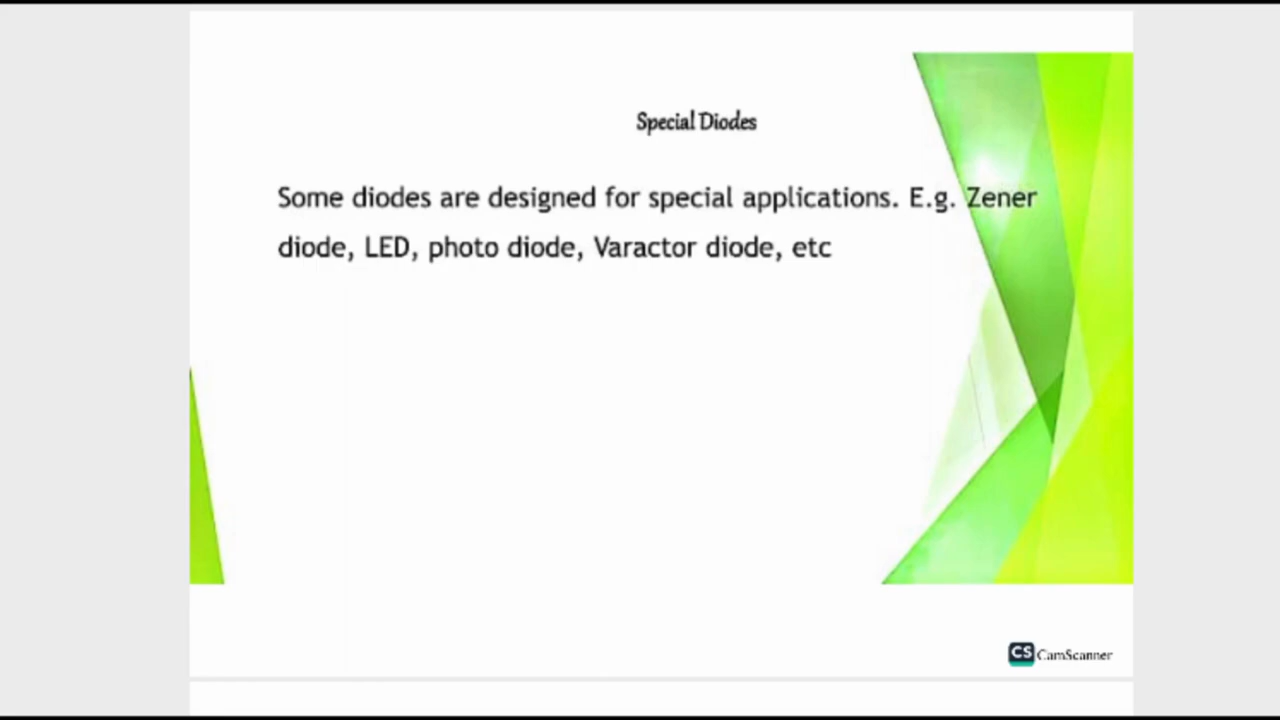 Special Diodes
Some diodes are designed for special applications. E.g. Zener
diode, LED, photo diode, Varactor diode, etc
CS CamScanner